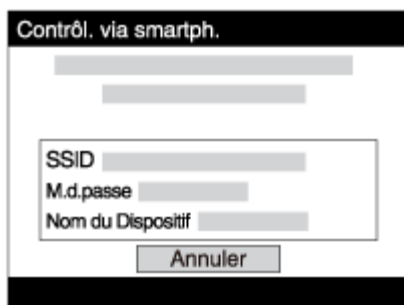 Contrôl. via smartph.
SSID
M.d.passe
Nom du Dispositif
Annuler